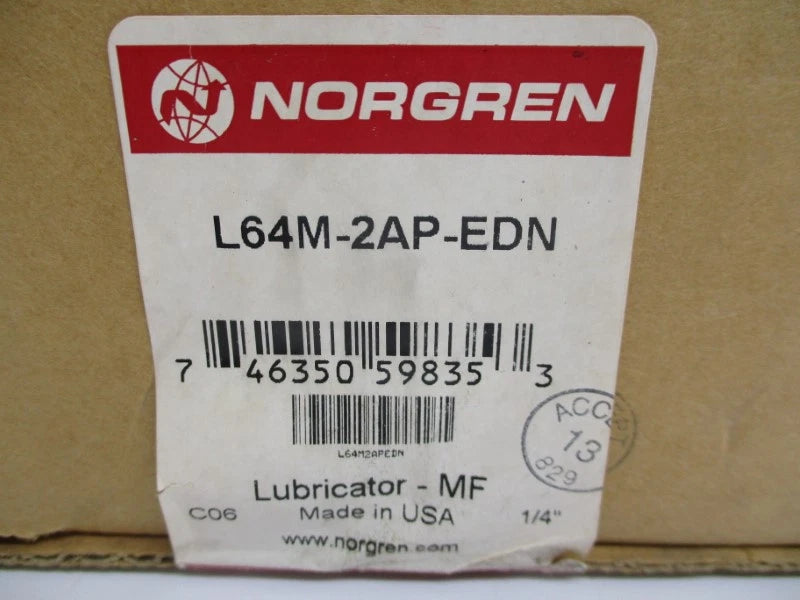 NORGREN
L64M-2AP-EDN
7 46350 59835 3
L64M2APEDN
ACCEPT
13
829
Lubricator - MF
C06 Made in USA 1/4"
www.norgren.com